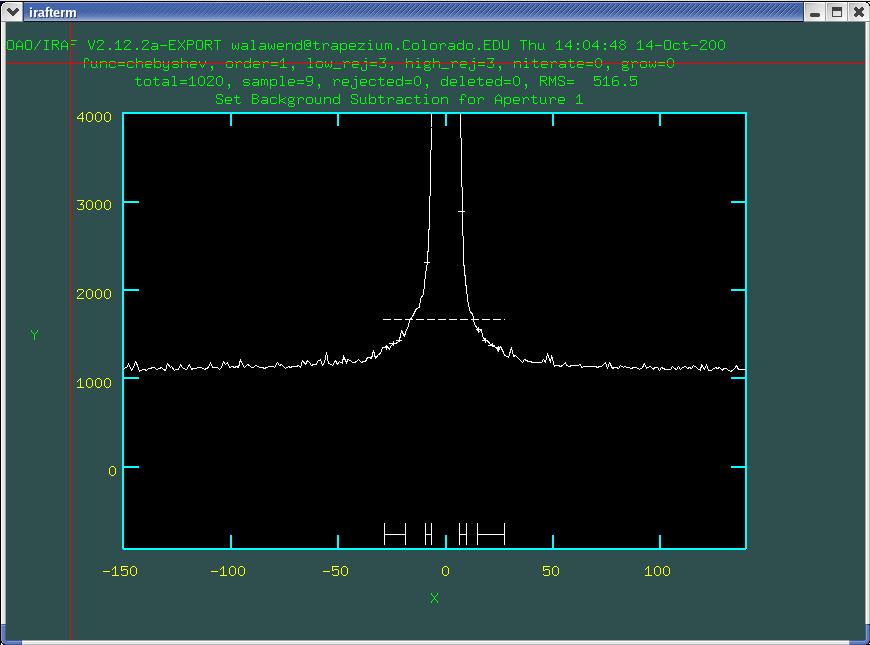 irafterm
OAO/IRAF V2.12.2a-EXPORT walawend@trapezium.Colorado.EDU Thu 14:04:48 14-Oct-200
func=chebyshev, order=1, low_rej=3, high_rej=3, niterate=0, grow=0
total=1020, sample=9, rejected=0, deleted=0, RMS= 516.5
Set Background Subtraction for Aperture 1
4000
3000
2000
Y
1000
0
-150 -100 -50 0 50 100
X